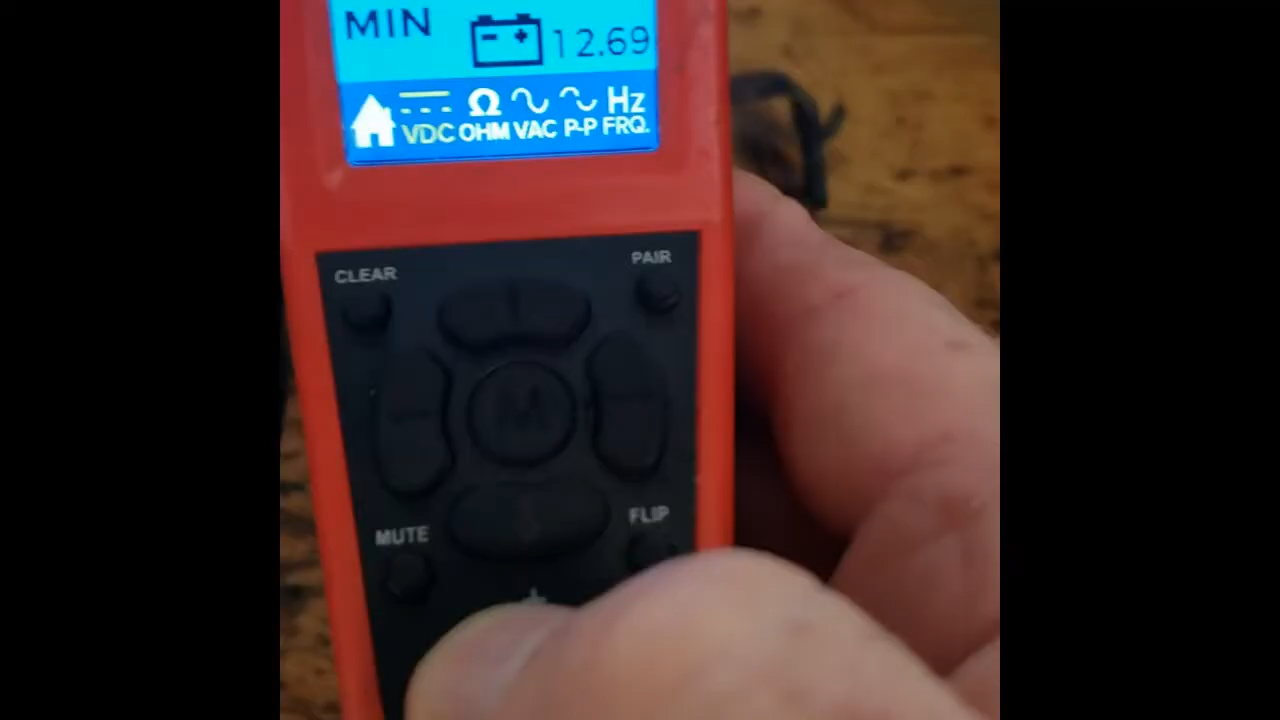 MIN 12.69
Ω Hz
VDC OHM VAC P-P FRQ.
CLEAR PAIR
MUTE FLIP